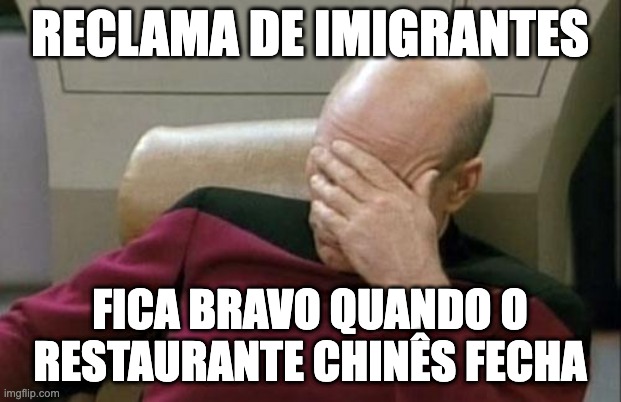 RECLAMA DE IMIGRANTES
FICA BRAVO QUANDO O
RESTAURANTE CHINÊS FECHA
imgflip.com